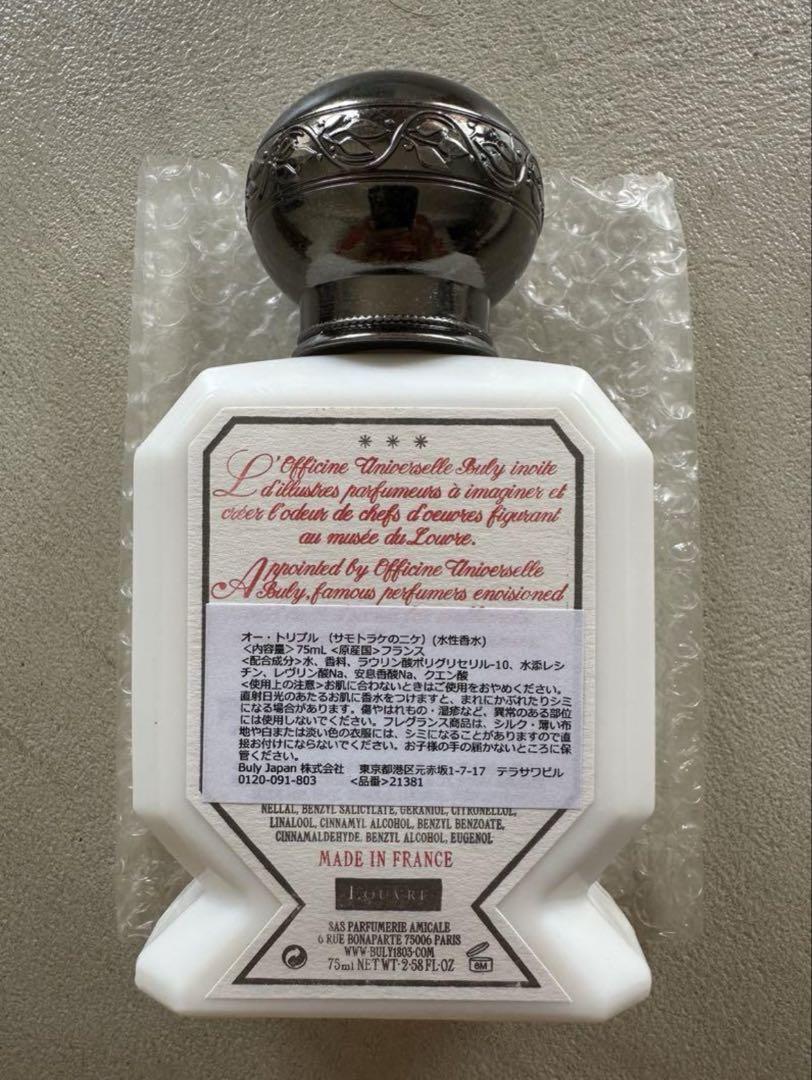 * * *
L'Officine Universelle Buly invite
d'illustres parfumeurs à imaginer et
créer l'odeur de chefs d'oeuvres figurant
au musée du Louvre.
Appointed by Officine Universelle
Buly, famous perfumers envisioned
オー・トリプル (サモトラケのニケ) (水性香水)
<内容量>75mL <原産国>フランス
<配合成分>水、香料、ラウリン酸ポリグリセリル-10、水添レシ
チン、レヴリン酸Na、安息香酸Na、クエン酸
<使用上の注意>お肌に合わないときはご使用をおやめください。
直射日光のあたるお肌に香水をつけますと、まれにかぶれたりシミ
になる場合があります。傷やはれもの・湿疹など、異常のある部位
には使用しないでください。フレグランス商品は、シルク・薄い布
地や白または淡い色の衣服には、シミになることがありますので直
接お付けにならないでください。お子様の手の届かないところに保
管ください。
Buly Japan 株式会社 東京都港区元赤坂1-7-17 テラサワビル
0120-091-803 <品番>21381
NELLAL, BENZYL SALICYLATE, GERANIOL, CITRONELLOL,
LINALOOL, CINNAMYL ALCOHOL, BENZYL BENZOATE,
CINNAMALDEHYDE, BENZYL ALCOHOL, EUGENOL
MADE IN FRANCE
LOUVRE
SAS PARFUMERIE AMICALE
6 RUE BONAPARTE 75006 PARIS
WWW·BULY1803·COM
75ml NET WT·2·58 FL·OZ
8M